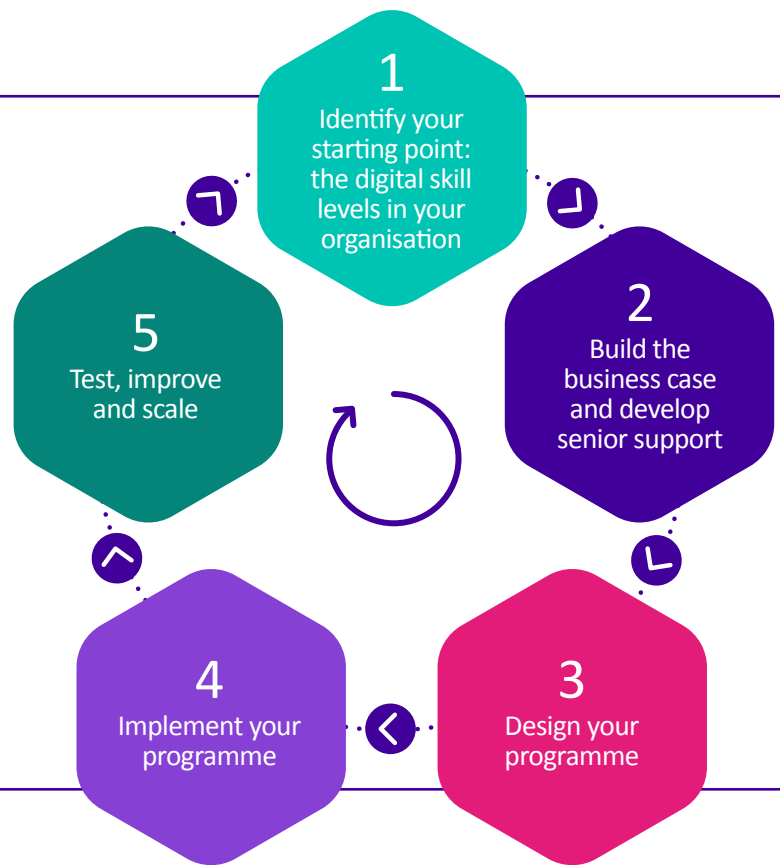 1
Identify your
starting point:
the digital skill
levels in your
organisation
2
Build the
business case
and develop
senior support
3
Design your
programme
4
Implement your
programme
5
Test, improve
and scale